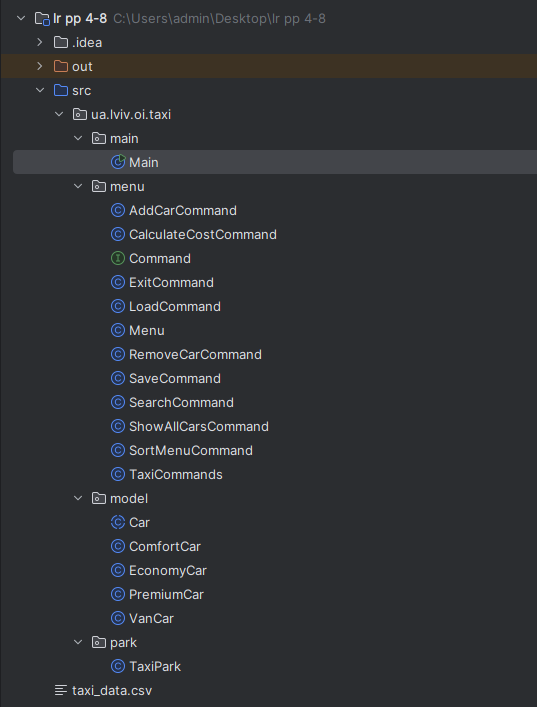 lr pp 4-8 C:\Users\admin\Desktop\lr pp 4-8
.idea
out
src
ua.lviv.oi.taxi
main
Main
menu
AddCarCommand
CalculateCostCommand
Command
ExitCommand
LoadCommand
Menu
RemoveCarCommand
SaveCommand
SearchCommand
ShowAllCarsCommand
SortMenuCommand
TaxiCommands
model
Car
ComfortCar
EconomyCar
PremiumCar
VanCar
park
TaxiPark
taxi_data.csv